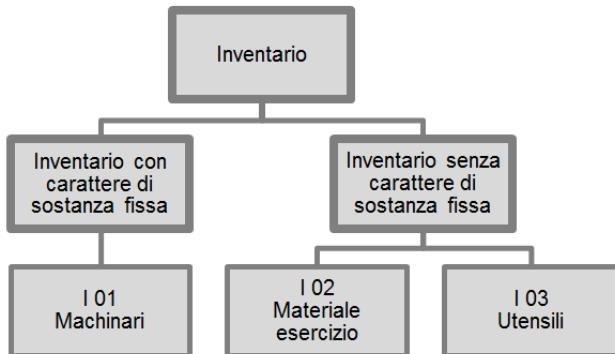 Inventario
Inventario con
carattere di
sostanza fissa
Inventario senza
carattere di
sostanza fissa
I 01
Machinari
I 02
Materiale
esercizio
I 03
Utensili